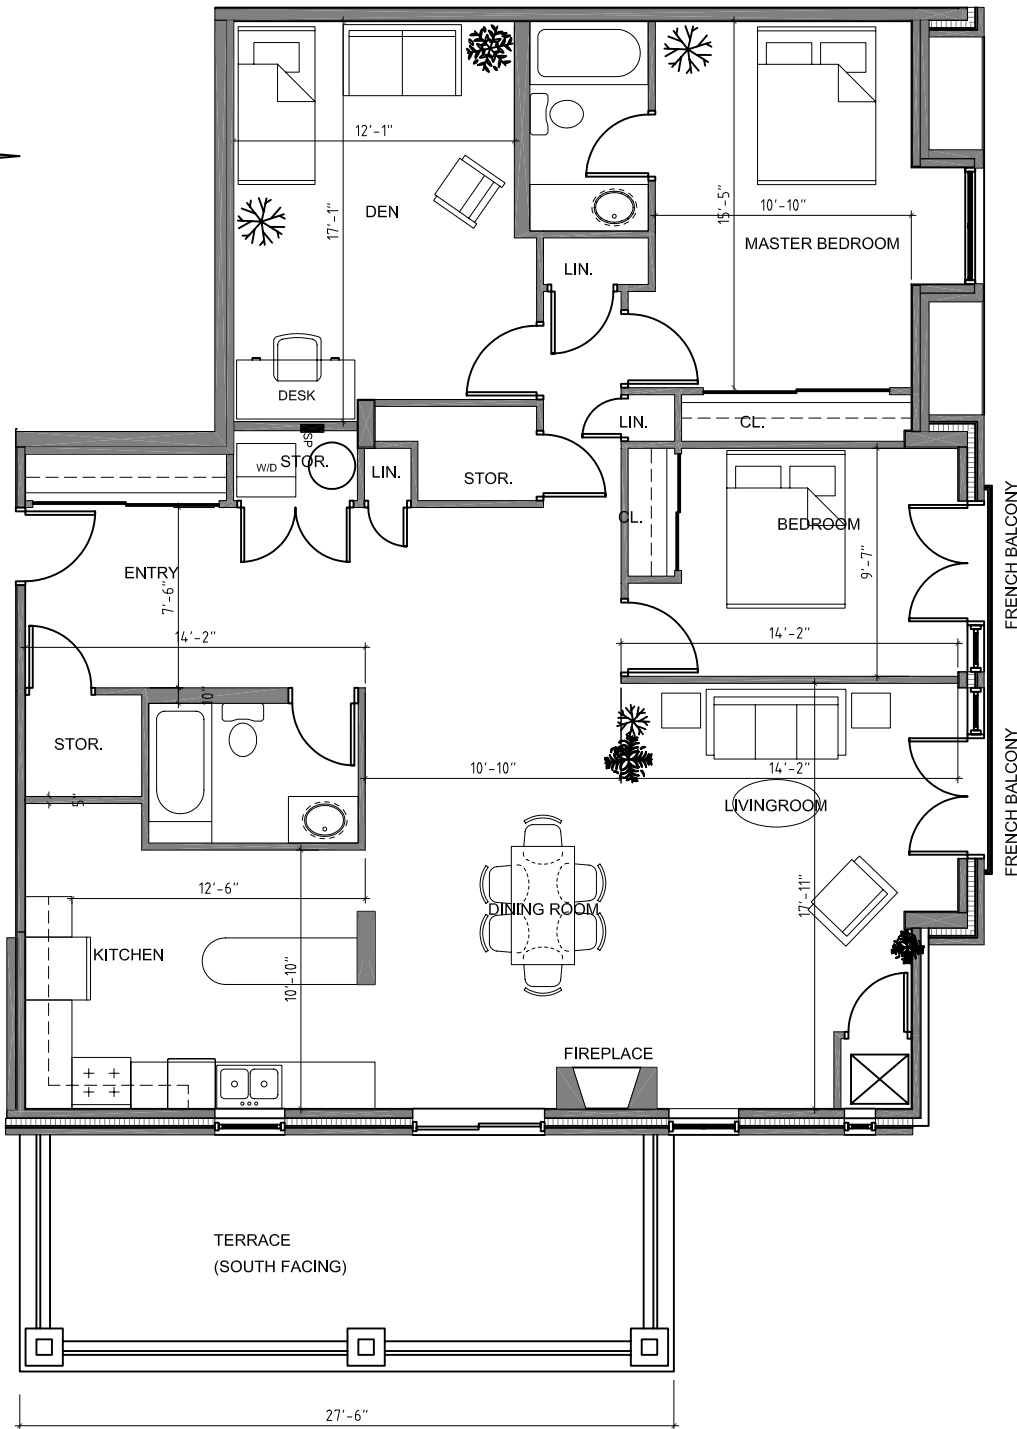 12'-1"
17'-1"
DEN
15'-5"
10'-10"
MASTER BEDROOM
LIN.
DESK
LIN.
CL.
SP
W/D
STOR.
LIN.
STOR.
CL.
BEDROOM
9'-7"
FRENCH BALCONY
ENTRY
7'-6"
14'-2"
14'-2"
10"
STOR.
5"
10'-10"
14'-2"
LIVINGROOM
FRENCH BALCONY
12'-6"
17'-11"
DINING ROOM
KITCHEN
10'-10"
FIREPLACE
TERRACE
(SOUTH FACING)
27'-6"